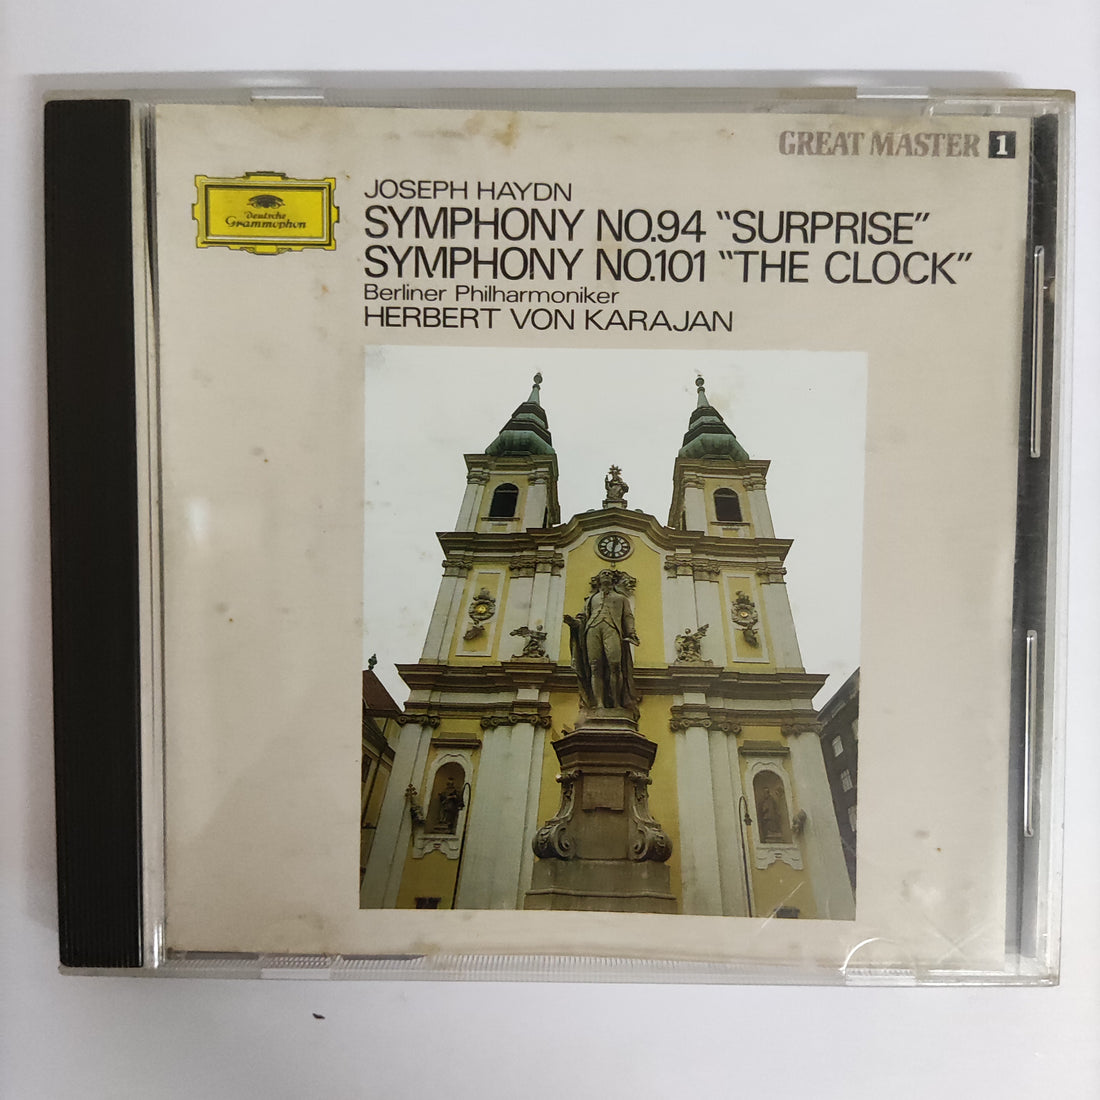 GREAT MASTER 1
Deutsche
Grammophon
JOSEPH HAYDN
SYMPHONY NO.94 “SURPRISE”
SYMPHONY NO.101 “THE CLOCK”
Berliner Philharmoniker
HERBERT VON KARAJAN